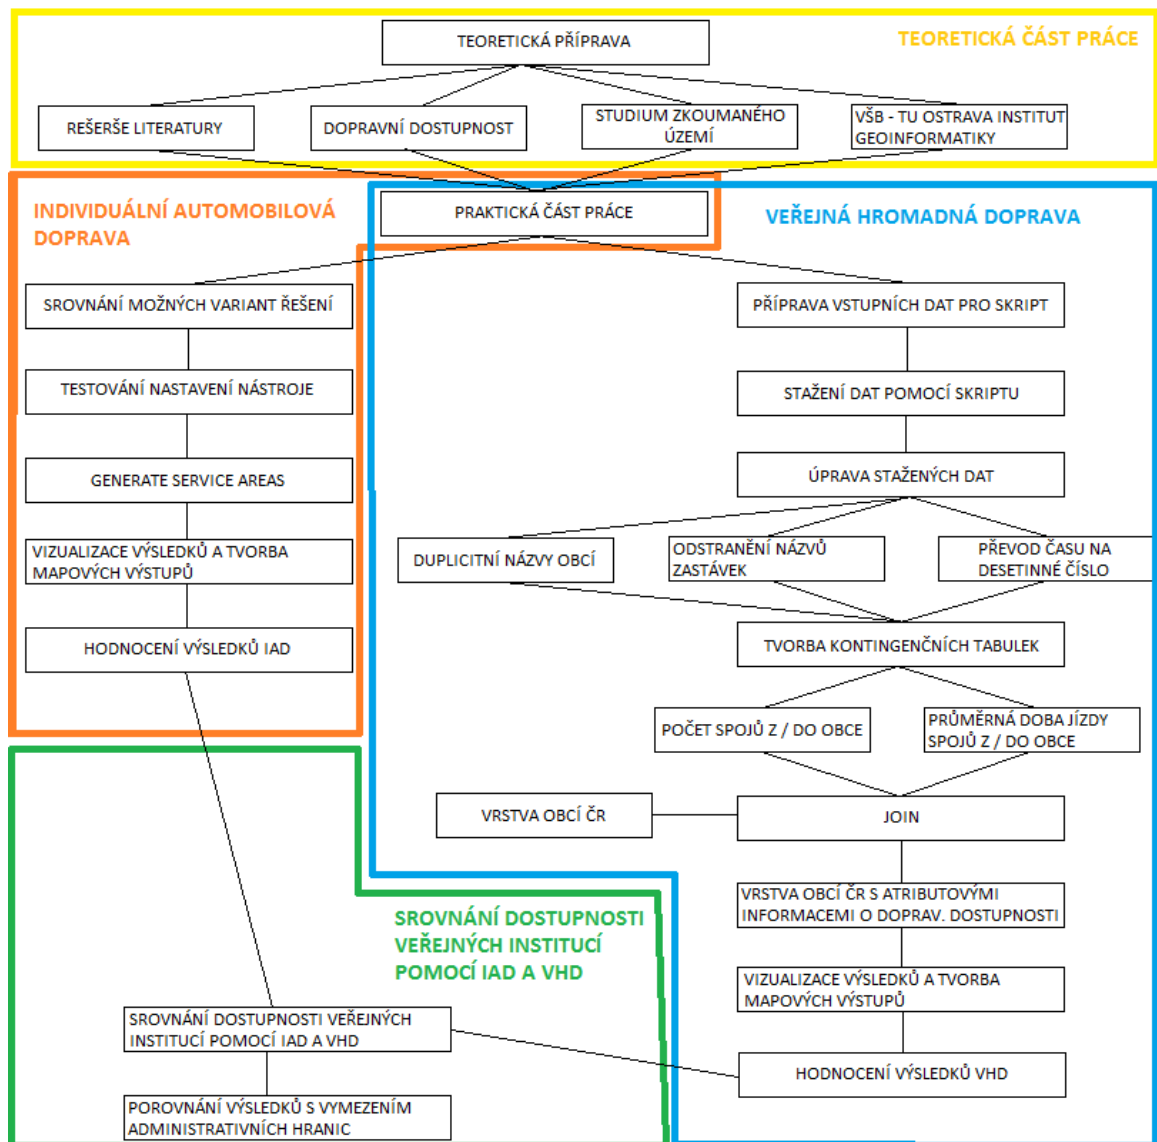 TEORETICKÁ ČÁST PRÁCE
TEORETICKÁ PŘÍPRAVA
REŠERŠE LITERATURY
DOPRAVNÍ DOSTUPNOST
STUDIUM ZKOUMANÉHO
ÚZEMÍ
VŠB - TU OSTRAVA INSTITUT
GEOINFORMATIKY
PRAKTICKÁ ČÁST PRÁCE
INDIVIDUÁLNÍ AUTOMOBILOVÁ
DOPRAVA
SROVNÁNÍ MOŽNÝCH VARIANT ŘEŠENÍ
TESTOVÁNÍ NASTAVENÍ NÁSTROJE
GENERATE SERVICE AREAS
VIZUALIZACE VÝSLEDKŮ A TVORBA
MAPOVÝCH VÝSTUPŮ
HODNOCENÍ VÝSLEDKŮ IAD
VEŘEJNÁ HROMADNÁ DOPRAVA
PŘÍPRAVA VSTUPNÍCH DAT PRO SKRIPT
STAŽENÍ DAT POMOCÍ SKRIPTU
ÚPRAVA STAŽENÝCH DAT
DUPLICITNÍ NÁZVY OBCÍ
ODSTRANĚNÍ NÁZVŮ
ZASTÁVEK
PŘEVOD ČASU NA
DESETINNÉ ČÍSLO
TVORBA KONTINGENČNÍCH TABULEK
POČET SPOJŮ Z / DO OBCE
PRŮMĚRNÁ DOBA JÍZDY
SPOJŮ Z / DO OBCE
VRSTVA OBCÍ ČR
JOIN
VRSTVA OBCÍ ČR S ATRIBUTOVÝMI
INFORMACEMI O DOPRAV. DOSTUPNOSTI
VIZUALIZACE VÝSLEDKŮ A TVORBA
MAPOVÝCH VÝSTUPŮ
HODNOCENÍ VÝSLEDKŮ VHD
SROVNÁNÍ DOSTUPNOSTI
VEŘEJNÝCH INSTITUCÍ
POMOCÍ IAD A VHD
SROVNÁNÍ DOSTUPNOSTI VEŘEJNÝCH
INSTITUCÍ POMOCÍ IAD A VHD
POROVNÁNÍ VÝSLEDKŮ S VYMEZENÍM
ADMINISTRATIVNÍCH HRANIC